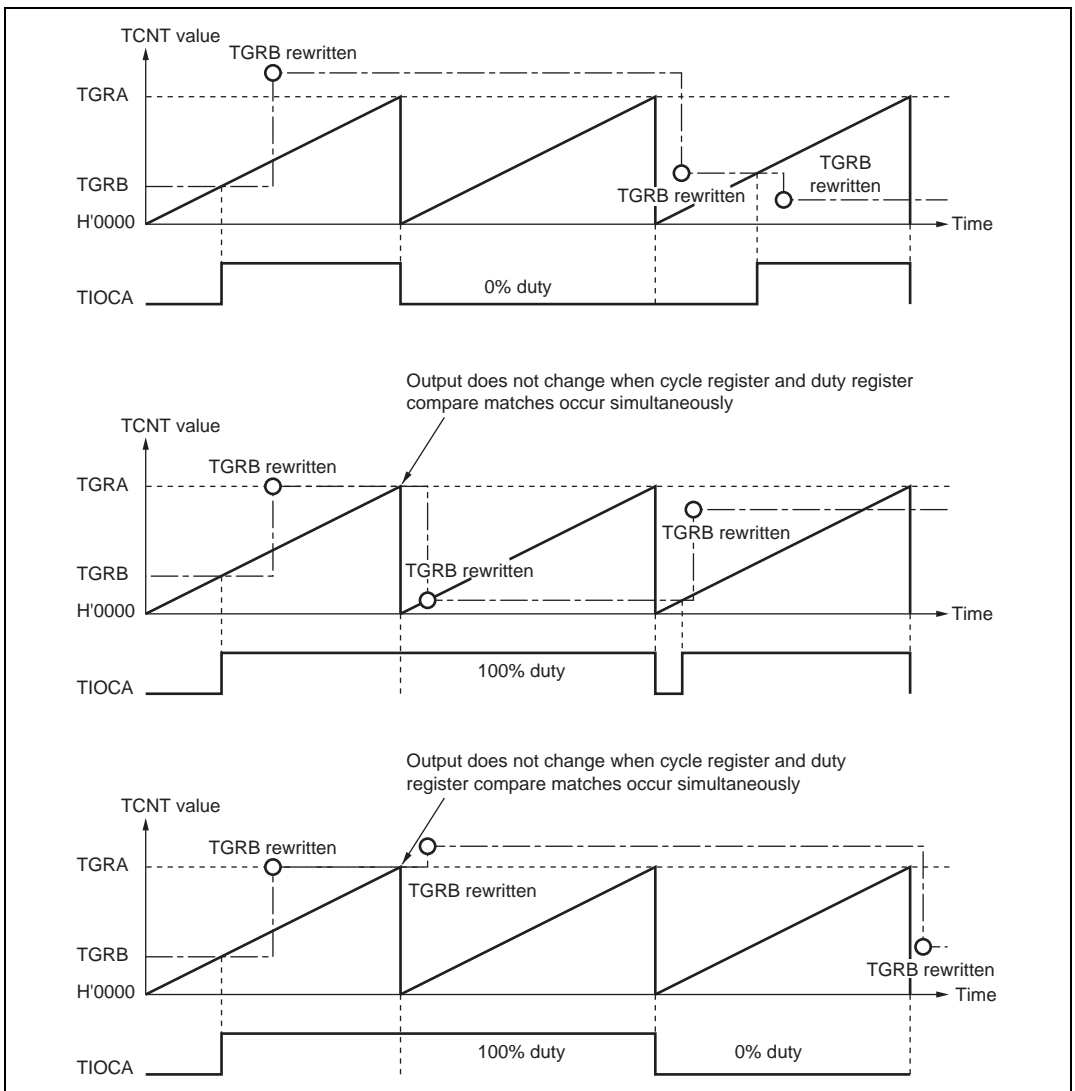 TCNT value
TGRB rewritten
TGRA
TGRB
rewritten
TGRB
TGRB rewritten
H'0000
Time
0% duty
TIOCA
Output does not change when cycle register and duty register
compare matches occur simultaneously
TCNT value
TGRB rewritten
TGRA
TGRB rewritten
TGRB
TGRB rewritten
H'0000
Time
100% duty
TIOCA
Output does not change when cycle register and duty
register compare matches occur simultaneously
TCNT value
TGRB rewritten
TGRA
TGRB rewritten
TGRB
TGRB rewritten
H'0000
Time
100% duty
0% duty
TIOCA